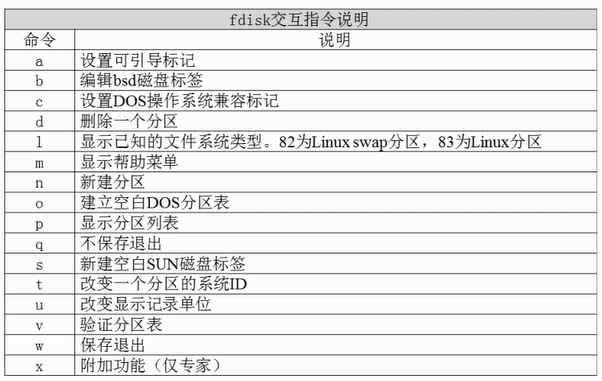 fdisk交互指令说明
命令 说明
a 设置可引导标记
b 编辑bsd磁盘标签
c 设置DOS操作系统兼容标记
d 删除一个分区
l 显示已知的文件系统类型。82为Linux swap分区，83为Linux分区
m 显示帮助菜单
n 新建分区
o 建立空白DOS分区表
p 显示分区列表
q 不保存退出
s 新建空白SUN磁盘标签
t 改变一个分区的系统ID
u 改变显示记录单位
v 验证分区表
w 保存退出
x 附加功能（仅专家）